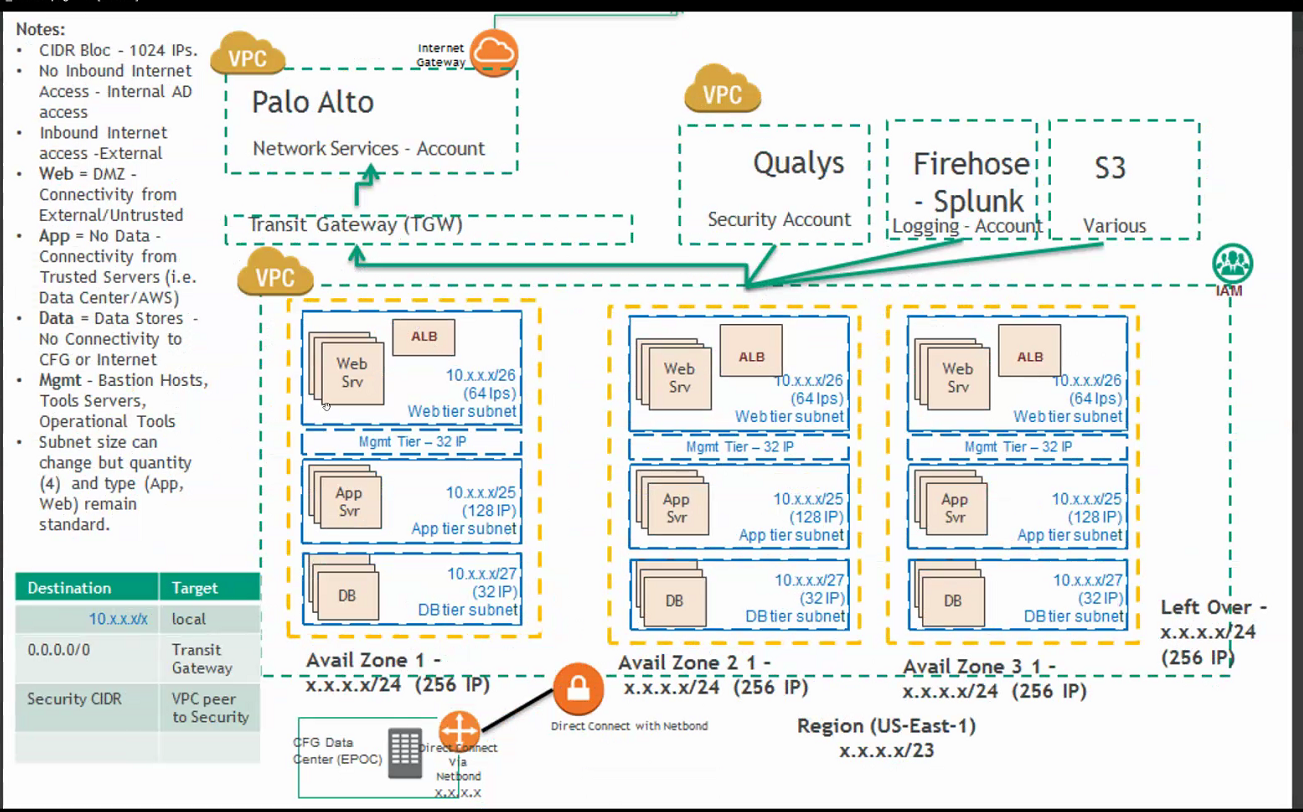 Notes:
• CIDR Bloc - 1024 IPs.
• No Inbound Internet
Access - Internal AD
access
• Inbound Internet
access -External
• Web = DMZ -
Connectivity from
External/Untrusted
• App = No Data -
Connectivity from
Trusted Servers (i.e.
Data Center/AWS)
• Data = Data Stores -
No Connectivity to
CFG or Internet
• Mgmt - Bastion Hosts,
Tools Servers,
Operational Tools
• Subnet size can
change but quantity
(4) and type (App,
Web) remain
standard.
Destination Target
10.x.x.x/x local
0.0.0.0/0 Transit
Gateway
Security CIDR VPC peer
to Security
VPC
Internet
Gateway
Palo Alto
Network Services - Account
Transit Gateway (TGW)
VPC
Qualys
Security Account
Firehose
- Splunk
Logging - Account
S3
Various
IAM
VPC
Web
Srv
ALB
10.x.x.x/26
(64 Ips)
Web tier subnet
Mgmt Tier – 32 IP
App
Svr
10.x.x.x/25
(128 IP)
App tier subnet
DB
10.x.x.x/27
(32 IP)
DB tier subnet
Avail Zone 1 -
x.x.x.x/24 (256 IP)
Web
Srv
ALB
10.x.x.x/26
(64 Ips)
Web tier subnet
Mgmt Tier – 32 IP
App
Svr
10.x.x.x/25
(128 IP)
App tier subnet
DB
10.x.x.x/27
(32 IP)
DB tier subnet
Avail Zone 2 1 -
x.x.x.x/24 (256 IP)
Web
Srv
ALB
10.x.x.x/26
(64 Ips)
Web tier subnet
Mgmt Tier – 32 IP
App
Svr
10.x.x.x/25
(128 IP)
App tier subnet
DB
10.x.x.x/27
(32 IP)
DB tier subnet
Avail Zone 3 1 -
x.x.x.x/24 (256 IP)
Left Over -
x.x.x.x/24
(256 IP)
Region (US-East-1)
x.x.x.x/23
Direct Connect with Netbond
CFG Data
Center (EPOC)
Direct Connect
Via
Netbond
x.x.x.x